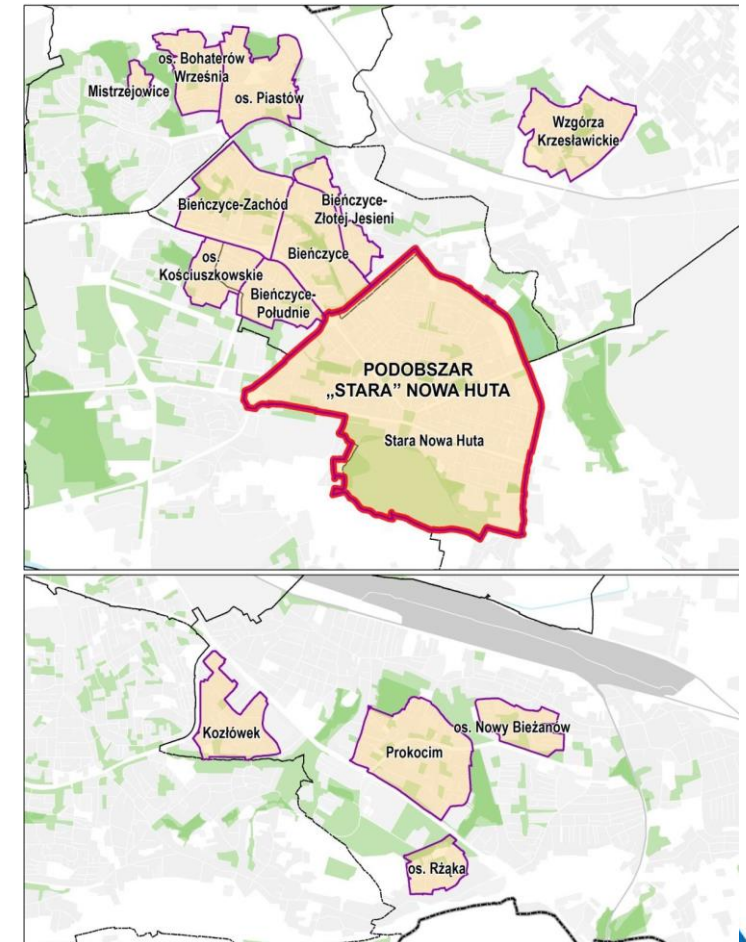 os. Bohaterów
Września
Mistrzejowice
os. Piastów
Wzgórza
Krzesławickie
Bieńczyce-Zachód
Bieńczyce-
Złotej Jesieni
Bieńczyce
os.
Kościuszkowskie
Bieńczyce-
Południe
PODOBSZAR
„STARA” NOWA HUTA
Stara Nowa Huta
Kozłówek
os. Nowy Bieżanów
Prokocim
os. Rżąka